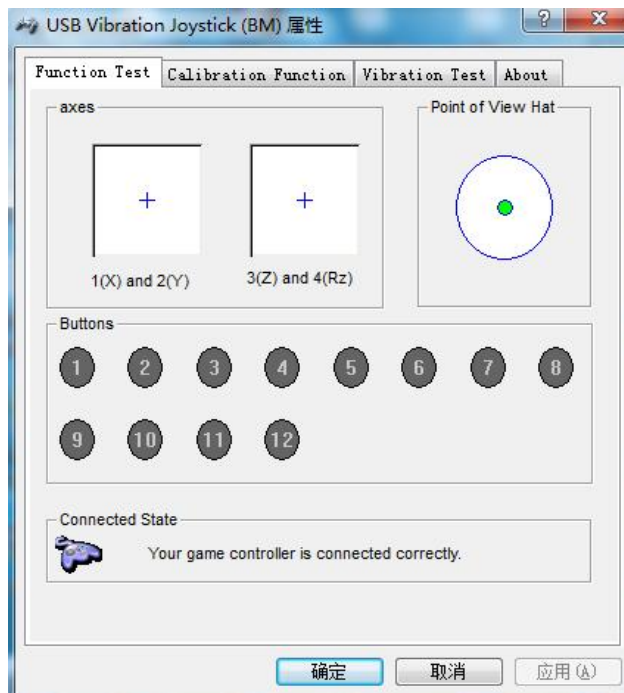 USB Vibration Joystick (BM) 属性
Function Test Calibration Function Vibration Test About
axes
Point of View Hat
1(X) and 2(Y) 3(Z) and 4(Rz)
Buttons
1 2 3 4 5 6 7 8
9 10 11 12
Connected State
Your game controller is connected correctly.
确定 取消 应用(A)